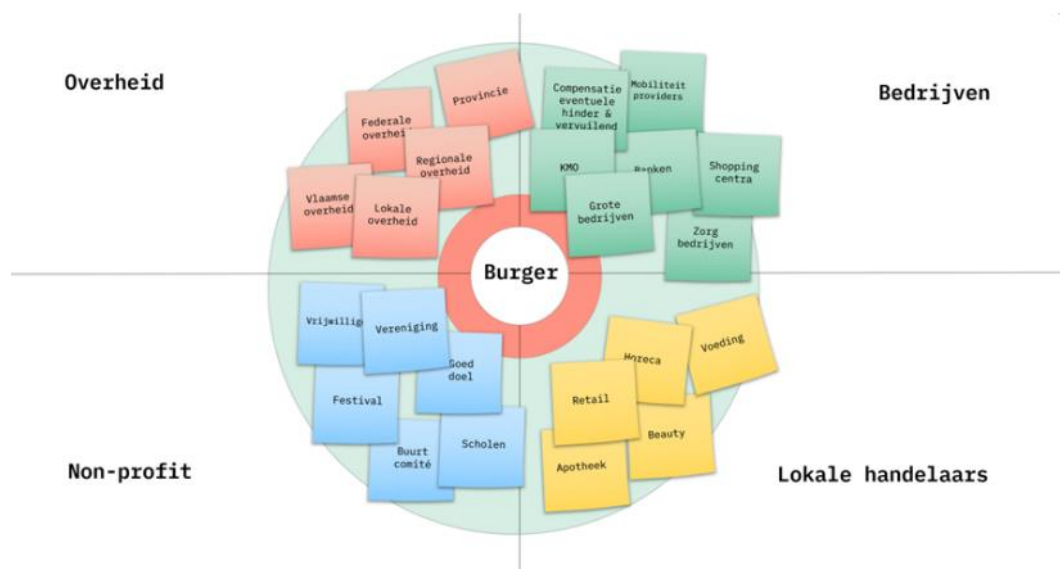 Overheid
Provincie
Federale
overheid
Regionale
overheid
Vlaamse
overheid
Lokale
overheid
Bedrijven
Compensatie
eventuele
hinder &
vervuilend
Mobiliteit
providers
KMO
Banken
Shopping
centra
Grote
bedrijven
Zorg
bedrijven
Burger
Non-profit
Vereniging
Goed
doel
Festival
Buurt
comité
Scholen
Lokale handelaars
Horeca
Voeding
Retail
Beauty
Apotheek